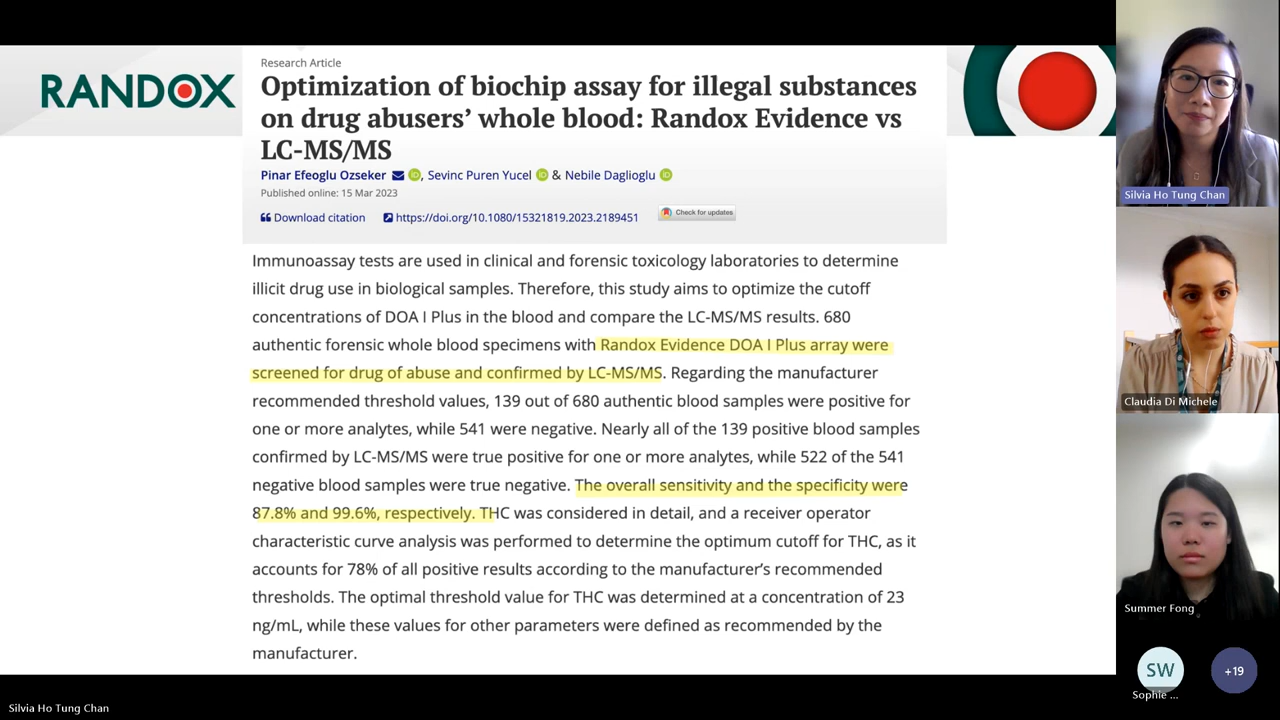 RANDOX
Research Article
Optimization of biochip assay for illegal substances
on drug abusers’ whole blood: Randox Evidence vs
LC-MS/MS
Pinar Efeoglu Ozseker, Sevinc Puren Yucel & Nebile Daglioglu
Published online: 15 Mar 2023
Download citation https://doi.org/10.1080/15321819.2023.2189451 Check for updates
Immunoassay tests are used in clinical and forensic toxicology laboratories to determine
illicit drug use in biological samples. Therefore, this study aims to optimize the cutoff
concentrations of DOA I Plus in the blood and compare the LC-MS/MS results. 680
authentic forensic whole blood specimens with Randox Evidence DOA I Plus array were
screened for drug of abuse and confirmed by LC-MS/MS. Regarding the manufacturer
recommended threshold values, 139 out of 680 authentic blood samples were positive for
one or more analytes, while 541 were negative. Nearly all of the 139 positive blood samples
confirmed by LC-MS/MS were true positive for one or more analytes, while 522 of the 541
negative blood samples were true negative. The overall sensitivity and the specificity were
87.8% and 99.6%, respectively. THC was considered in detail, and a receiver operator
characteristic curve analysis was performed to determine the optimum cutoff for THC, as it
accounts for 78% of all positive results according to the manufacturer’s recommended
thresholds. The optimal threshold value for THC was determined at a concentration of 23
ng/mL, while these values for other parameters were defined as recommended by the
manufacturer.
Silvia Ho Tung Chan
Claudia Di Michele
Summer Fong
SW
Sophie ...
+19
Silvia Ho Tung Chan